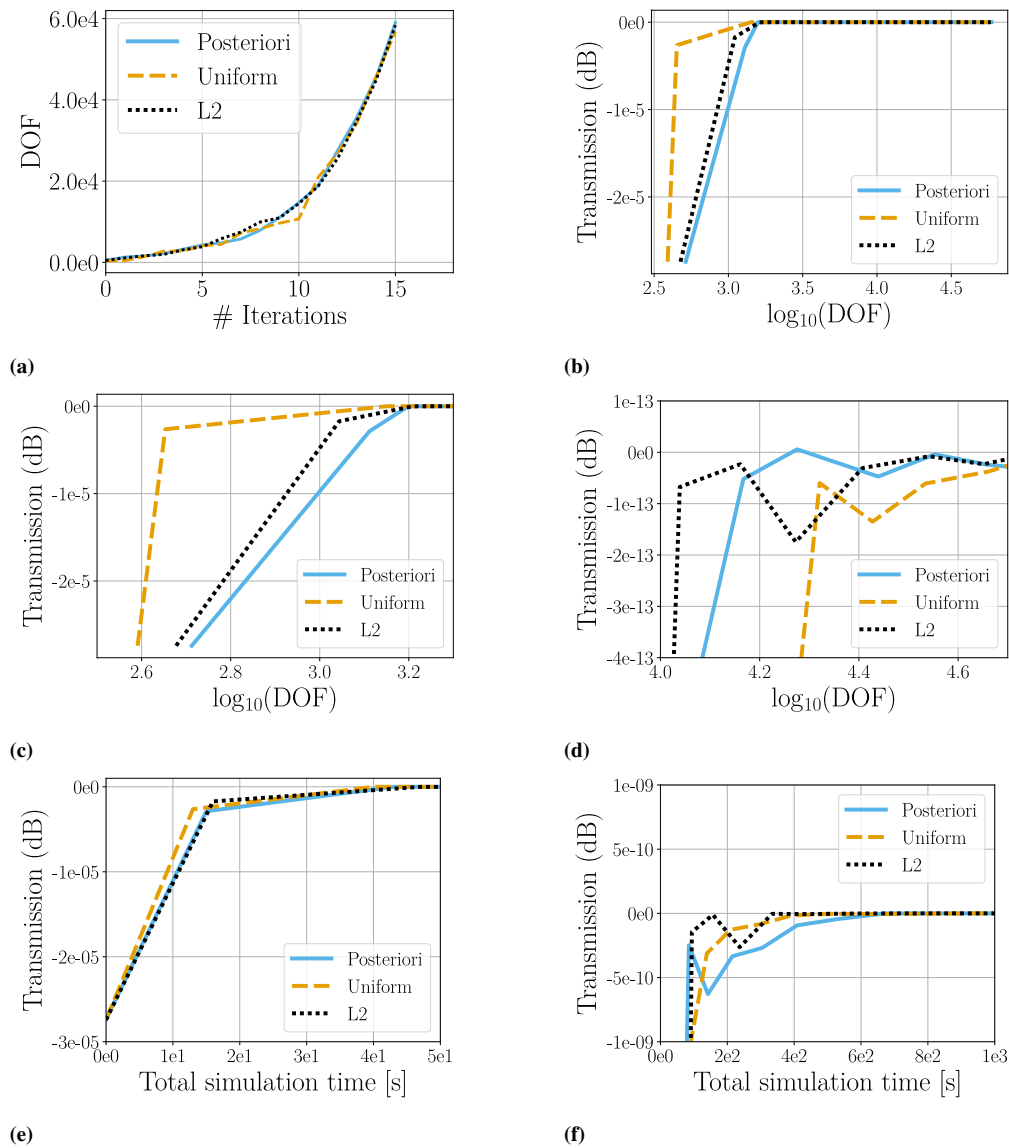 6.0e4
4.0e4
2.0e4
0.0e0
DOF
Posteriori
Uniform
L2
0
5
10
15
# Iterations
(a)
0e0
-1e-5
-2e-5
Transmission (dB)
Posteriori
Uniform
L2
2.5
3.0
3.5
4.0
4.5
log10(DOF)
(b)
0e0
-1e-5
-2e-5
Transmission (dB)
Posteriori
Uniform
L2
2.6
2.8
3.0
3.2
log10(DOF)
(c)
1e-13
0e0
-1e-13
-2e-13
-3e-13
-4e-13
Transmission (dB)
Posteriori
Uniform
L2
4.0
4.2
4.4
4.6
log10(DOF)
(d)
0e0
-1e-05
-2e-05
-3e-05
Transmission (dB)
Posteriori
Uniform
L2
0e0
1e1
2e1
3e1
4e1
5e1
Total simulation time [s]
(e)
1e-09
5e-10
0e0
-5e-10
-1e-09
Transmission (dB)
Posteriori
Uniform
L2
0e0
2e2
4e2
6e2
8e2
1e3
Total simulation time [s]
(f)